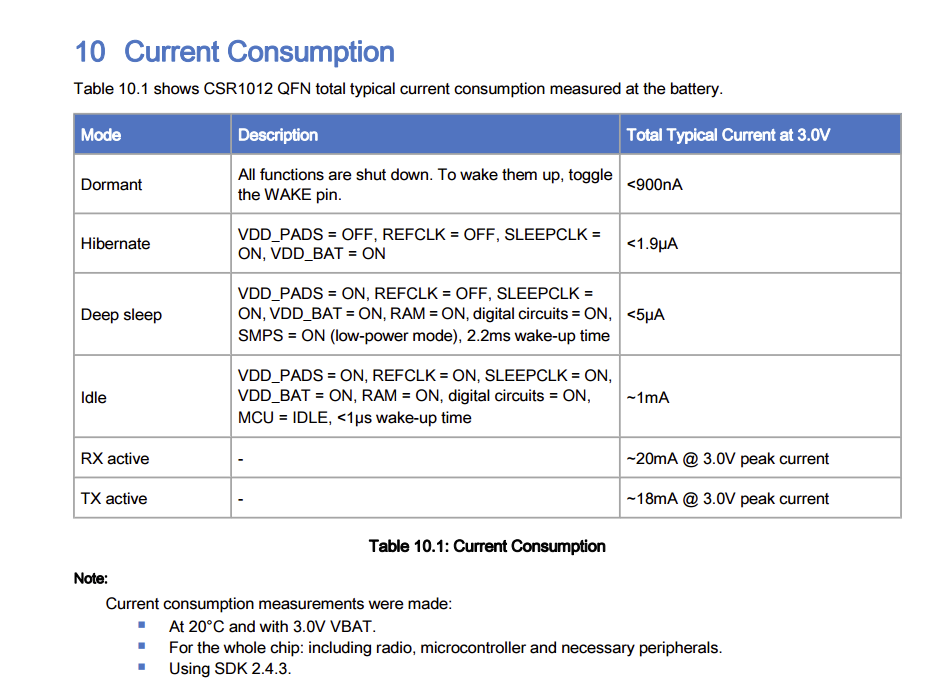 10 Current Consumption
Table 10.1 shows CSR1012 QFN total typical current consumption measured at the battery.
Mode Description Total Typical Current at 3.0V
Dormant
All functions are shut down. To wake them up, toggle
the WAKE pin.
<900nA
Hibernate
VDD_PADS = OFF, REFCLK = OFF, SLEEPCLK =
ON, VDD_BAT = ON
<1.9µA
Deep sleep
VDD_PADS = ON, REFCLK = OFF, SLEEPCLK =
ON, VDD_BAT = ON, RAM = ON, digital circuits = ON,
SMPS = ON (low-power mode), 2.2ms wake-up time
<5µA
Idle
VDD_PADS = ON, REFCLK = ON, SLEEPCLK = ON,
VDD_BAT = ON, RAM = ON, digital circuits = ON,
MCU = IDLE, <1µs wake-up time
~1mA
RX active - ~20mA @ 3.0V peak current
TX active - ~18mA @ 3.0V peak current
Table 10.1: Current Consumption
Note:
Current consumption measurements were made:
■ At 20°C and with 3.0V VBAT.
■ For the whole chip: including radio, microcontroller and necessary peripherals.
■ Using SDK 2.4.3.